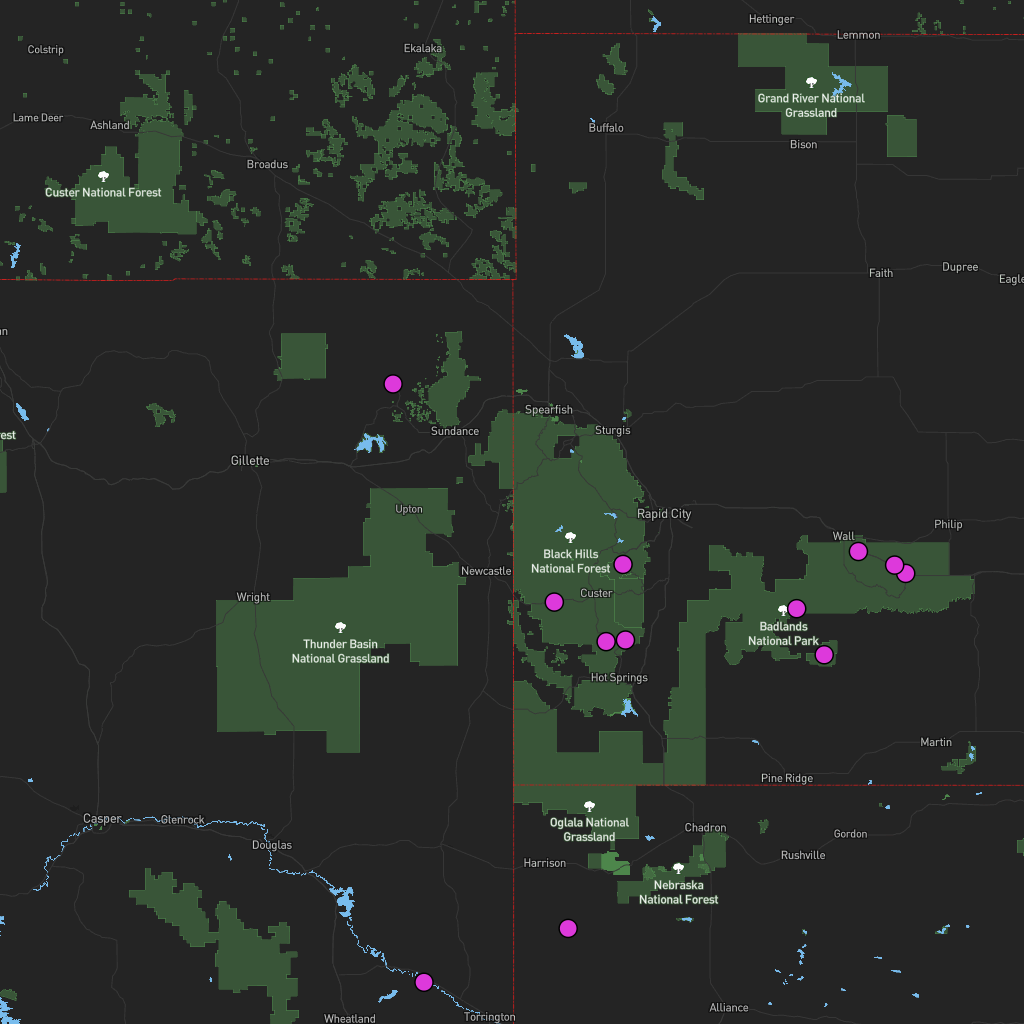 Hettinger
Lemmon
Colstrip
Ekalaka
Grand River National
Grassland
Lame Deer
Ashland
Buffalo
Bison
Broadus
Custer National Forest
Faith
Dupree
Eagle
an
Spearfish
Sundance
Sturgis
est
Gillette
Upton
Rapid City
Philip
Wall
Black Hills
National Forest
Newcastle
Custer
Wright
Badlands
National Park
Thunder Basin
National Grassland
Hot Springs
Martin
Pine Ridge
Casper
Glenrock
Oglala National
Grassland
Chadron
Gordon
Douglas
Harrison
Rushville
Nebraska
National Forest
Alliance
Wheatland
Torrington